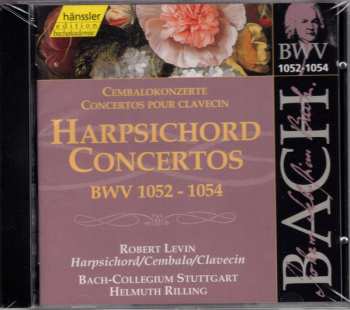 hänssler
edition
bachakademie
BWV
1052-1054
CEMBALOKONZERTE
CONCERTOS POUR CLAVECIN
HARPSICHORD
CONCERTOS
BWV 1052 - 1054
ROBERT LEVIN
Harpsichord/Cembalo/Clavecin
BACH-COLLEGIUM STUTTGART
HELMUTH RILLING
BACH